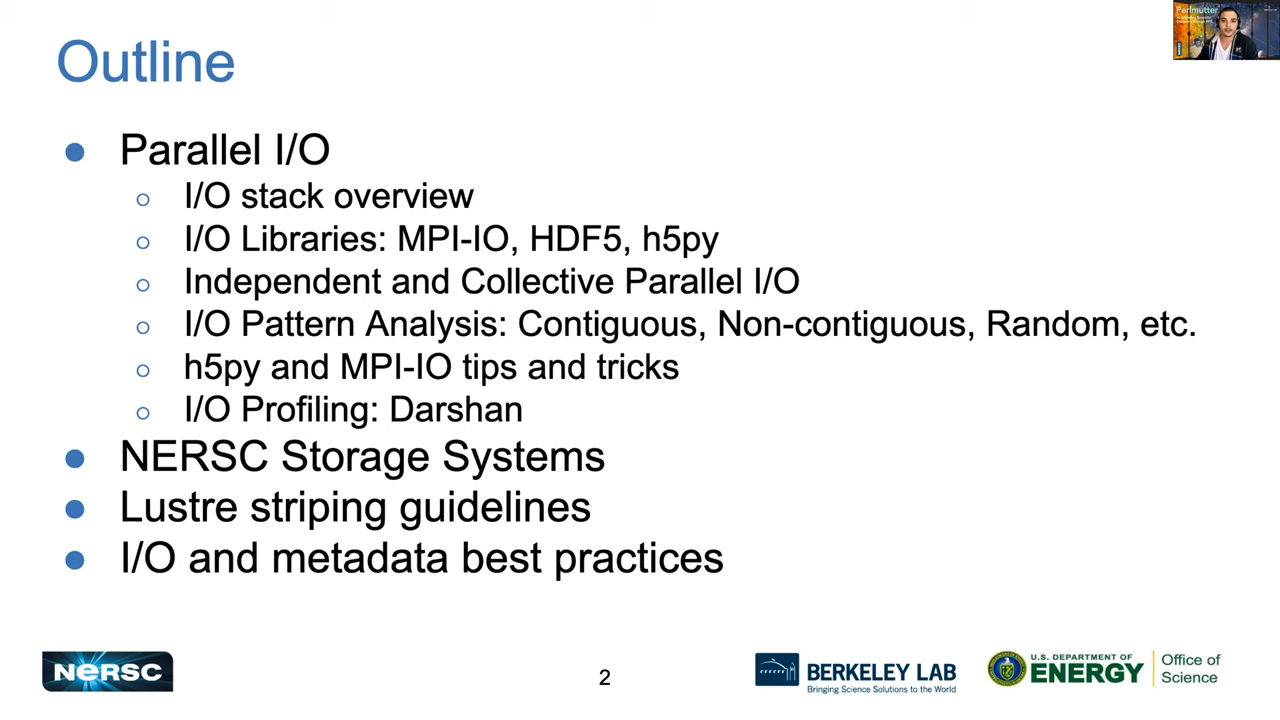 Outline
Perlmutter
● Parallel I/O
○ I/O stack overview
○ I/O Libraries: MPI-IO, HDF5, h5py
○ Independent and Collective Parallel I/O
○ I/O Pattern Analysis: Contiguous, Non-contiguous, Random, etc.
○ h5py and MPI-IO tips and tricks
○ I/O Profiling: Darshan
● NERSC Storage Systems
● Lustre striping guidelines
● I/O and metadata best practices
NERSC
2
BERKELEY LAB
Bringing Science Solutions to the World
U.S. DEPARTMENT OF
ENERGY
Office of
Science